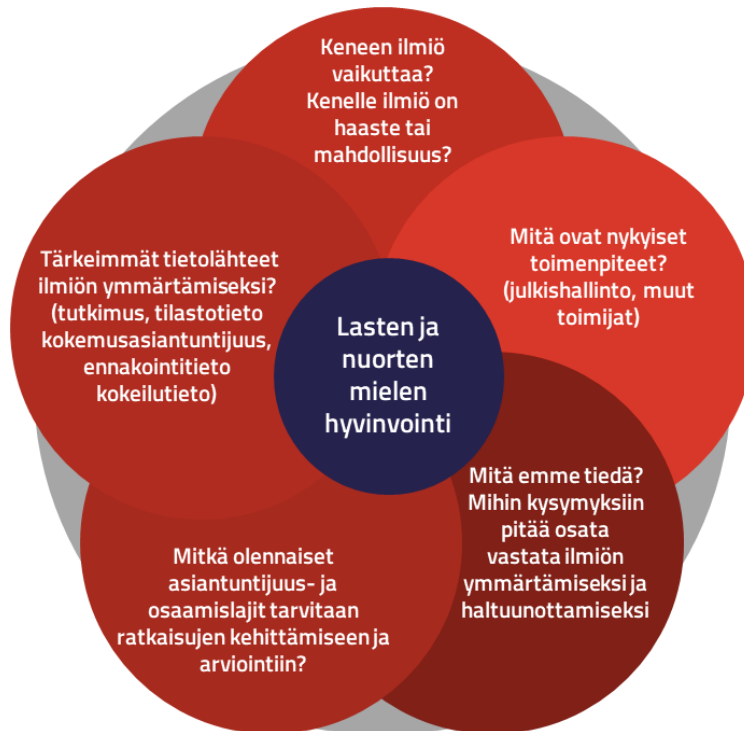 Keneen ilmiö
vaikuttaa?
Kenelle ilmiö on
haaste tai
mahdollisuus?
Mitä ovat nykyiset
toimenpiteet?
(julkishallinto, muut
toimijat)
Mitä emme tiedä?
Mihin kysymyksiin
pitää osata
vastata ilmiön
ymmärtämiseksi ja
haltuunottamiseksi
Mitkä olennaiset
asiantuntijuus- ja
osaamislajit tarvitaan
ratkaisujen kehittämiseen ja
arviointiin?
Tärkeimmät tietolähteet
ilmiön ymmärtämiseksi?
(tutkimus, tilastotieto
kokemusasiantuntijuus,
ennakointitieto
kokeilutieto)
Lasten ja
nuorten
mielen
hyvinvointi